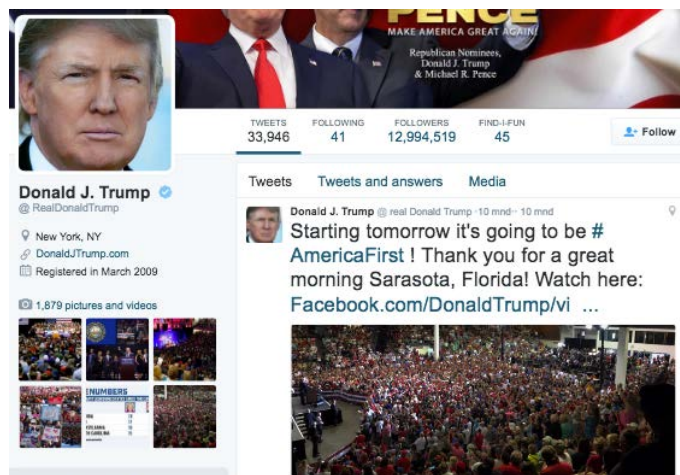 PENCE
MAKE AMERICA GREAT AGAIN!
Republican Nominees,
Donald J. Trump
& Michael R. Pence
TWEETS FOLLOWING FOLLOWERS FIND-I-FUN
33,946 41 12,994,519 45
Follow
Donald J. Trump
@ RealDonaldTrump
New York, NY
DonaldJTrump.com
Registered in March 2009
1,879 pictures and videos
Tweets Tweets and answers Media
Donald J. Trump @ real Donald Trump ·10 mnd·· 10 mnd
Starting tomorrow it's going to be #
AmericaFirst ! Thank you for a great
morning Sarasota, Florida! Watch here:
Facebook.com/DonaldTrump/vi ...